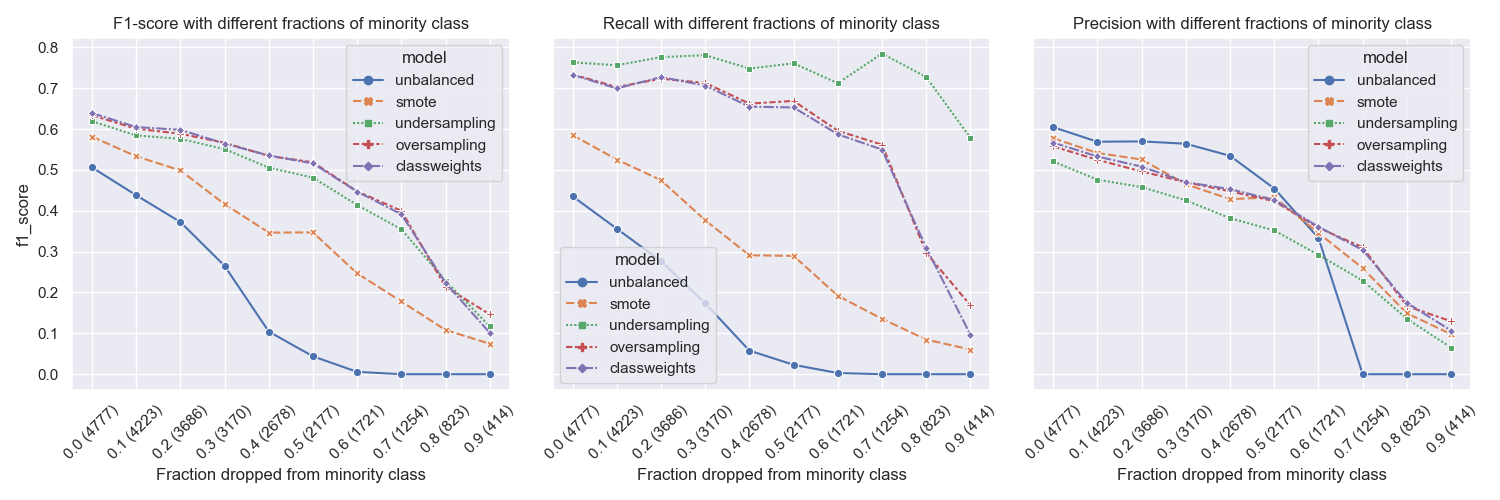 F1-score with different fractions of minority class
0.8
0.7
0.6
0.5
0.4
0.3
0.2
0.1
0.0
f1_score
model
unbalanced
smote
undersampling
oversampling
classweights
0.0 (4777)
0.1 (4223)
0.2 (3686)
0.3 (3170)
0.4 (2678)
0.5 (2177)
0.6 (1721)
0.7 (1254)
0.8 (823)
0.9 (414)
Fraction dropped from minority class
Recall with different fractions of minority class
model
unbalanced
smote
undersampling
oversampling
classweights
0.0 (4777)
0.1 (4223)
0.2 (3686)
0.3 (3170)
0.4 (2678)
0.5 (2177)
0.6 (1721)
0.7 (1254)
0.8 (823)
0.9 (414)
Fraction dropped from minority class
Precision with different fractions of minority class
model
unbalanced
smote
undersampling
oversampling
classweights
0.0 (4777)
0.1 (4223)
0.2 (3686)
0.3 (3170)
0.4 (2678)
0.5 (2177)
0.6 (1721)
0.7 (1254)
0.8 (823)
0.9 (414)
Fraction dropped from minority class